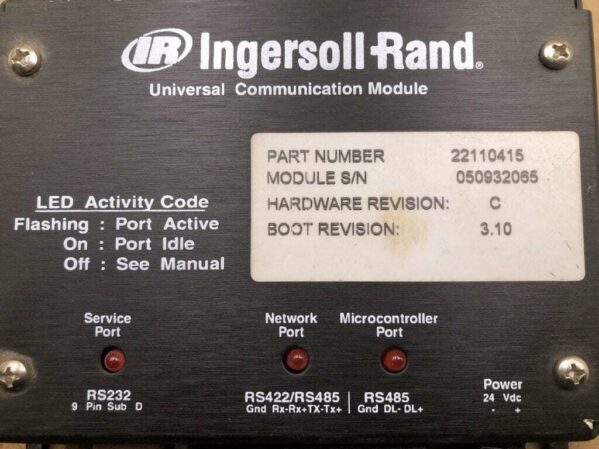 IR Ingersoll-Rand®
Universal Communication Module
PART NUMBER 22110415
MODULE S/N 050932065
HARDWARE REVISION: C
BOOT REVISION: 3.10
LED Activity Code
Flashing : Port Active
On : Port Idle
Off : See Manual
Service
Port
RS232
9 Pin Sub D
Network
Port
RS422/RS485
Gnd Rx-Rx+TX-Tx+
Microcontroller
Port
RS485
Gnd DL- DL+
Power
24 Vdc
- +